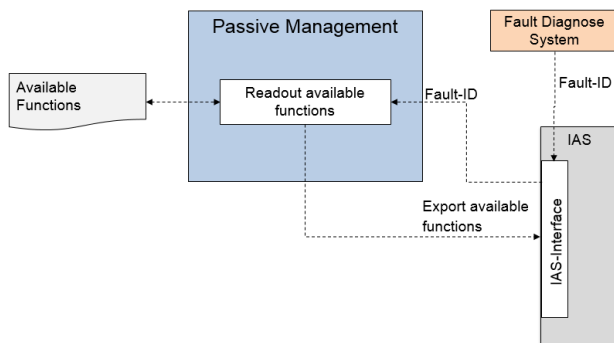 Passive Management
Fault Diagnose
System
Available
Functions
Readout available
functions
Fault-ID
Fault-ID
IAS
Export available
functions
IAS-Interface